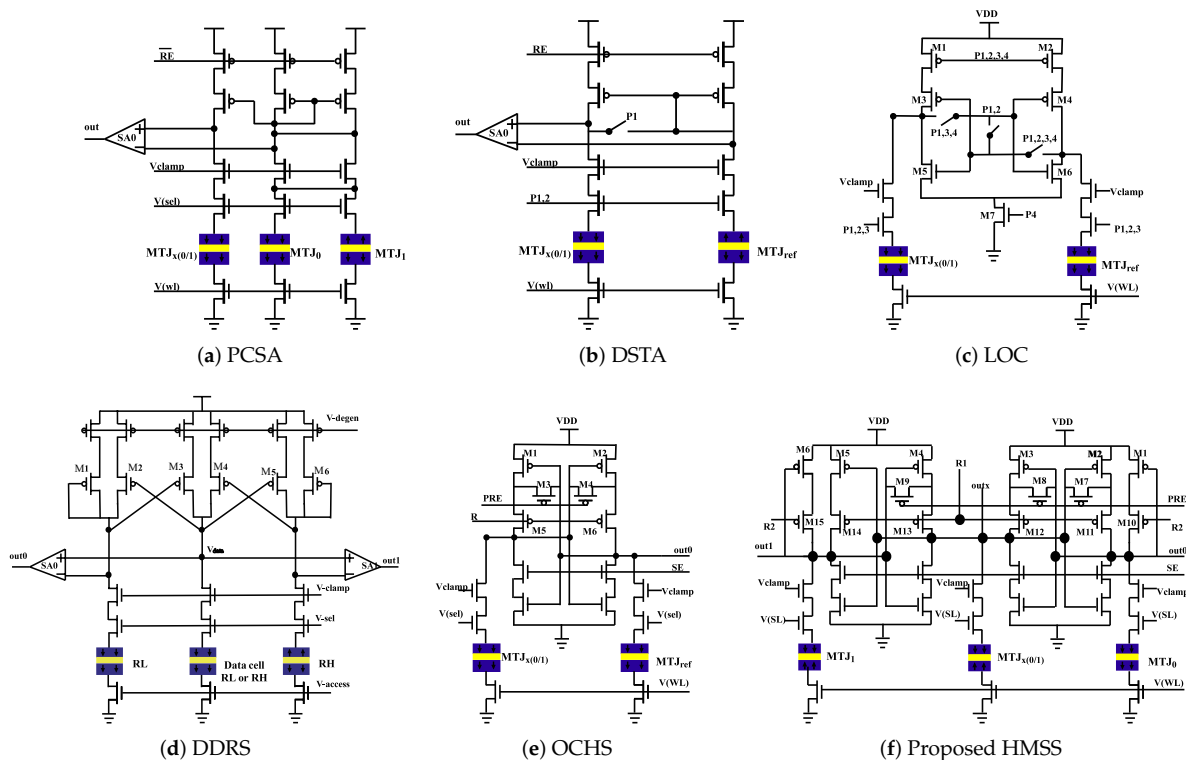 RE
out
SA0
Vclamp
V(sel)
MTJx(0/1)
MTJ0
MTJ1
V(wl)
(a) PCSA
RE
P1
out
SA0
Vclamp
P1,2
MTJx(0/1)
MTJref
V(wl)
(b) DSTA
VDD
M1
M2
P1,2,3,4
M3
M4
P1,2
P1,3,4
P1,2,3,4
M5
M6
Vclamp
Vclamp
M7
P4
P1,2,3
P1,2,3
MTJx(0/1)
MTJref
V(WL)
(c) LOC
V-degen
M1
M2
M3
M4
M5
M6
out0
SA0
Vdata
SA1
out1
V-clamp
V-sel
RL
Data cell
RL or RH
RH
V-access
(d) DDRS
VDD
M1
M2
M3
M4
PRE
R
M5
M6
out0
SE
Vclamp
Vclamp
V(sel)
V(sel)
MTJx(0/1)
MTJref
V(WL)
(e) OCHS
VDD
VDD
M6
M5
M4
R1
outx
M3
M2
M1
M9
M8
M7
PRE
R2
M15
M14
M13
M12
M11
M10
R2
out1
out0
SE
Vclamp
Vclamp
Vclamp
V(SL)
V(SL)
V(SL)
MTJ1
MTJx(0/1)
MTJ0
V(WL)
(f) Proposed HMSS